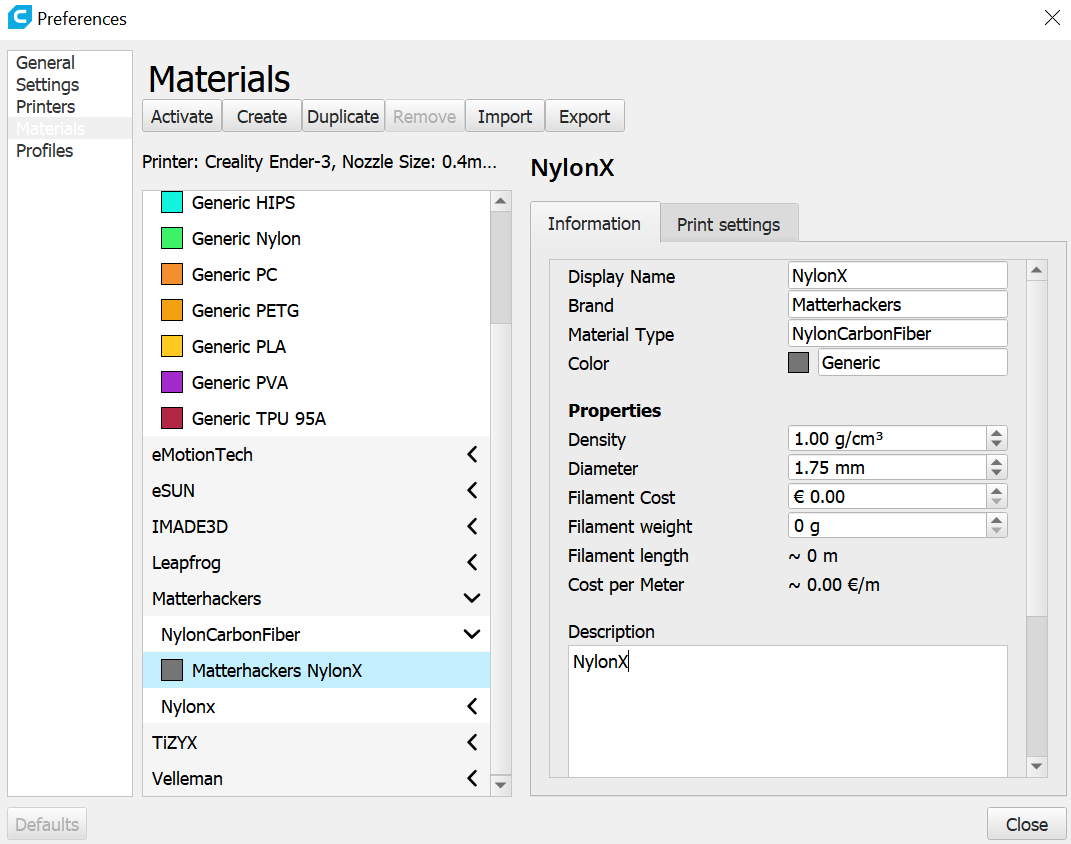 Preferences
General
Settings
Printers
Materials
Profiles
Materials
Activate
Create
Duplicate
Remove
Import
Export
Printer: Creality Ender-3, Nozzle Size: 0.4m...
Generic HIPS
Generic Nylon
Generic PC
Generic PETG
Generic PLA
Generic PVA
Generic TPU 95A
eMotionTech
eSUN
IMADE3D
Leapfrog
Matterhackers
NylonCarbonFiber
Matterhackers NylonX
Nylonx
TiZYX
Velleman
NylonX
Information
Print settings
Display Name NylonX
Brand Matterhackers
Material Type NylonCarbonFiber
Color Generic
Properties
Density 1.00 g/cm³
Diameter 1.75 mm
Filament Cost € 0.00
Filament weight 0 g
Filament length ~ 0 m
Cost per Meter ~ 0.00 €/m
Description
NylonX
Defaults
Close